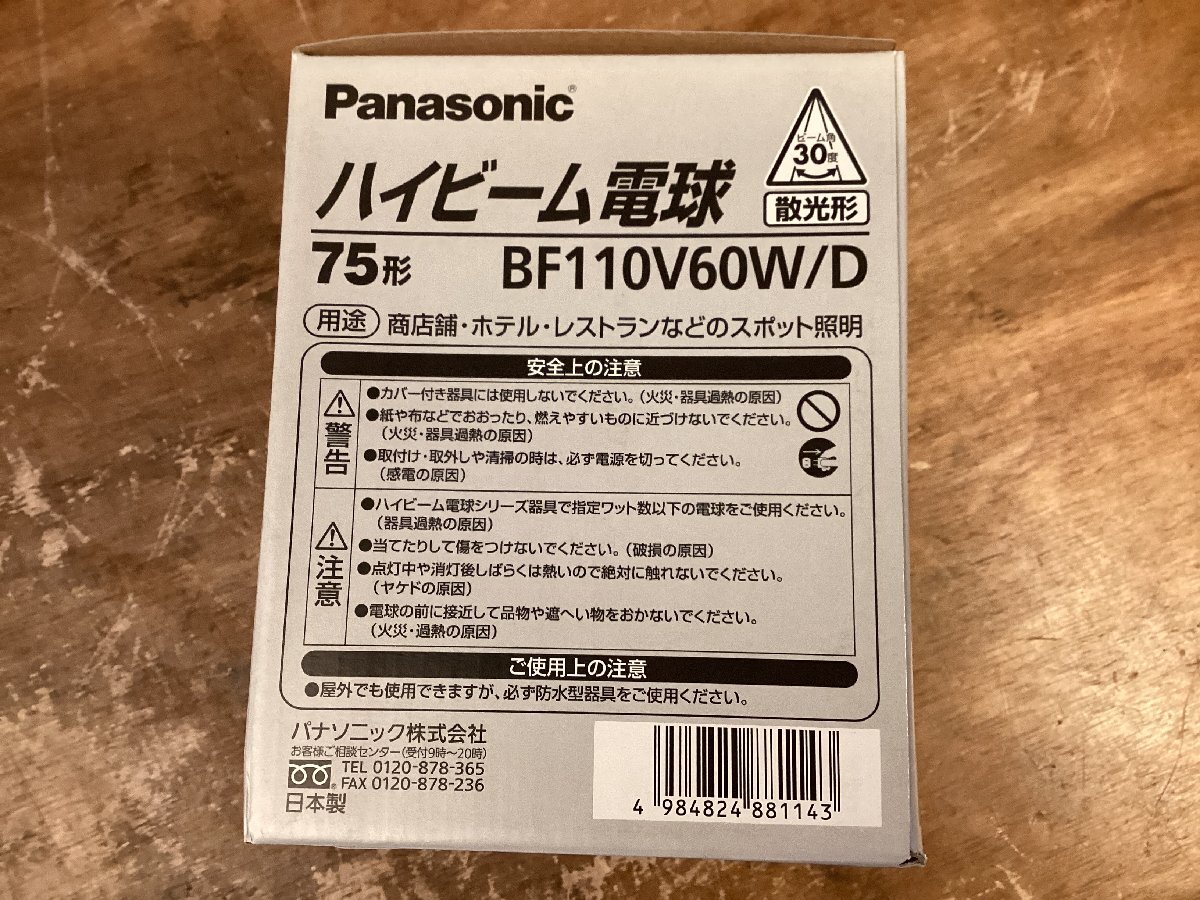 Panasonic®
ビーム角
30度
ハイビーム電球
散光形
75形 BF110V60W/D
用途 商店舗・ホテル・レストランなどのスポット照明
安全上の注意
警告
●カバー付き器具には使用しないでください。(火災・器具過熱の原因)
●紙や布などでおおったり、燃えやすいものに近づけないでください。
(火災・器具過熱の原因)
●取付け・取外しや清掃の時は、必ず電源を切ってください。
(感電の原因)
注意
●ハイビーム電球シリーズ器具で指定ワット数以下の電球をご使用ください。
(器具過熱の原因)
●当てたりして傷をつけないでください。(破損の原因)
●点灯中や消灯後しばらくは熱いので絶対に触れないでください。
(ヤケドの原因)
●電球の前に接近して品物や遮へい物をおかないでください。
(火災・過熱の原因)
ご使用上の注意
●屋外でも使用できますが、必ず防水型器具をご使用ください。
パナソニック株式会社
お客様ご相談センター(受付9時～20時)
TEL 0120-878-365
FAX 0120-878-236
日本製
4 984824 881143